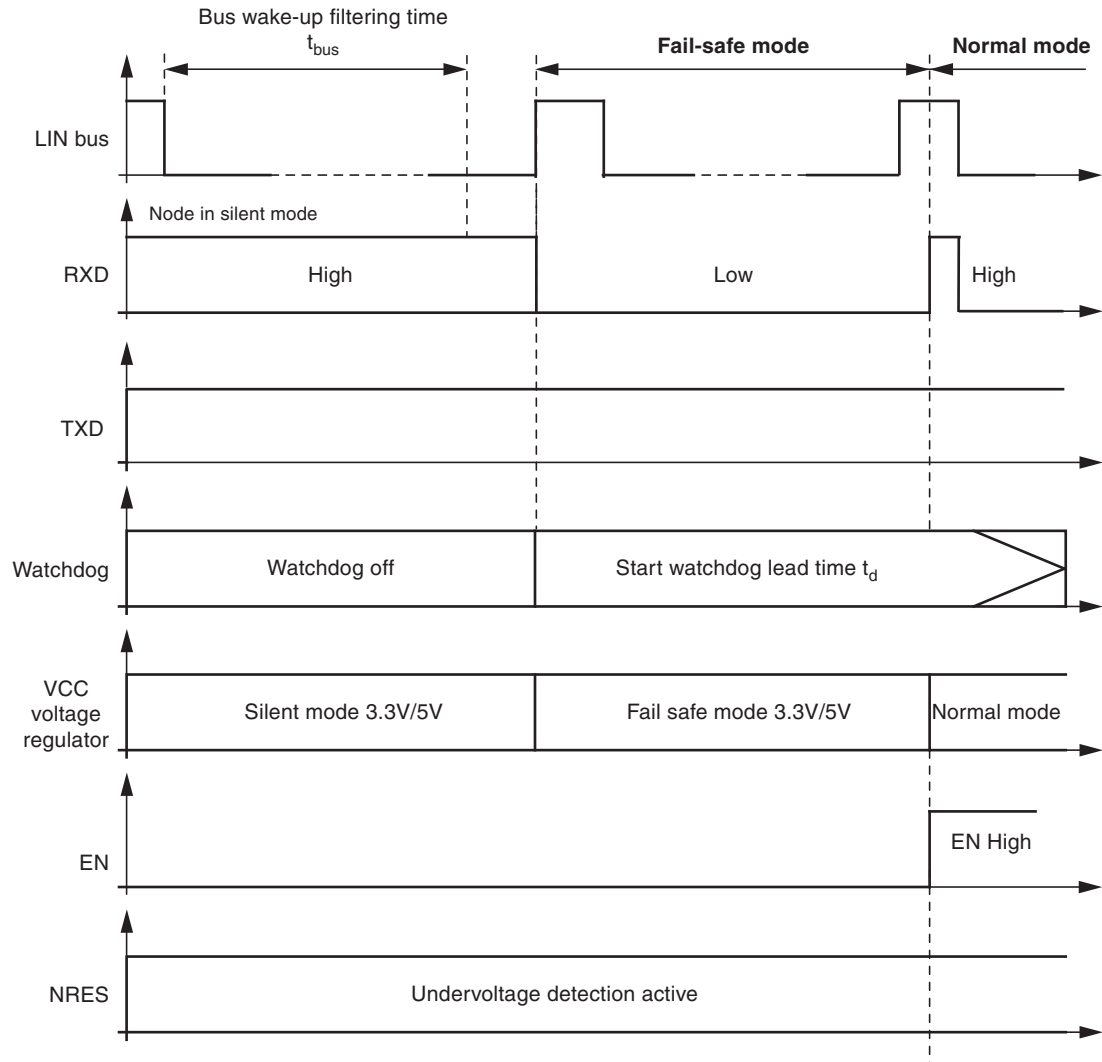 Bus wake-up filtering time
tbus
Fail-safe mode
Normal mode
LIN bus
Node in silent mode
RXD
High
Low
High
TXD
Watchdog
Watchdog off
Start watchdog lead time td
VCC
voltage
regulator
Silent mode 3.3V/5V
Fail safe mode 3.3V/5V
Normal mode
EN
EN High
NRES
Undervoltage detection active